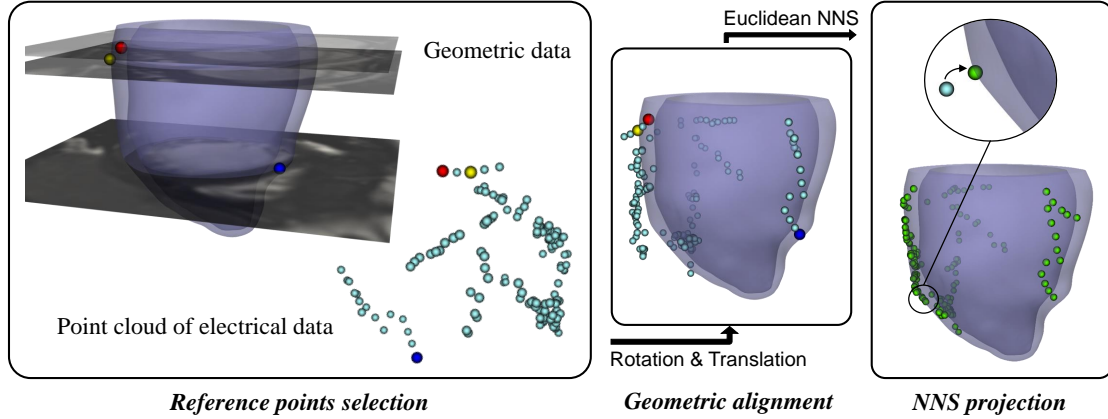 Geometric data
Point cloud of electrical data
Reference points selection
Euclidean NNS
Rotation & Translation
Geometric alignment
NNS projection